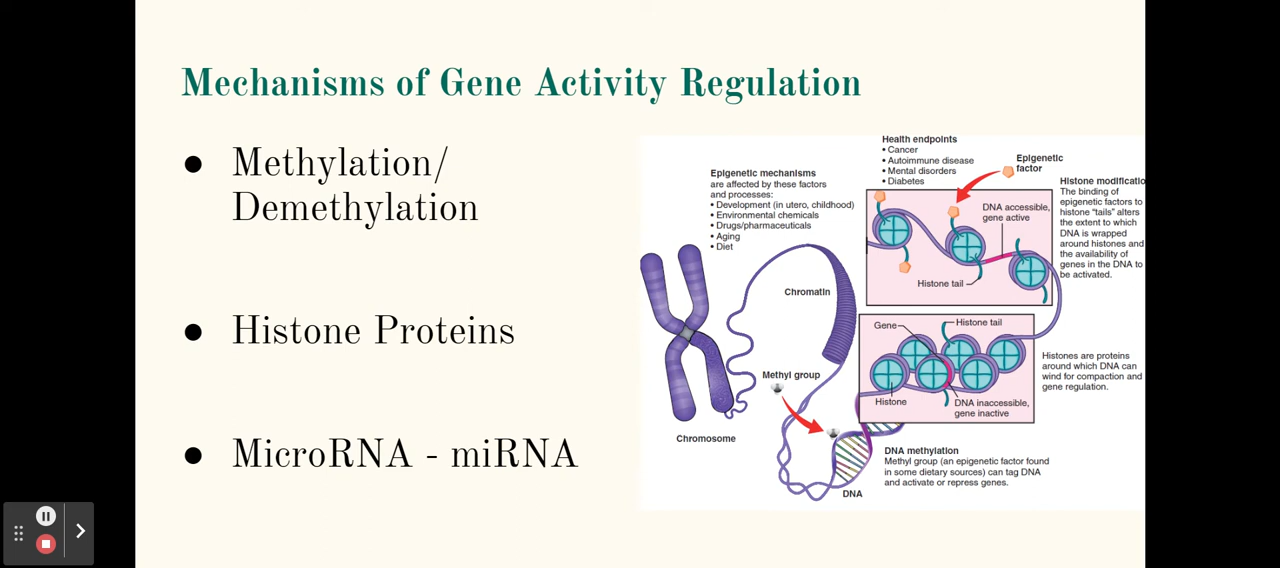 Mechanisms of Gene Activity Regulation
● Methylation/
Demethylation
● Histone Proteins
● MicroRNA - miRNA
Health endpoints
• Cancer
• Autoimmune disease
• Mental disorders
• Diabetes
Epigenetic
factor
Epigenetic mechanisms
are affected by these factors
and processes:
• Development (in utero, childhood)
• Environmental chemicals
• Drugs/pharmaceuticals
• Aging
• Diet
Histone modificatio
The binding of
epigenetic factors to
histone “tails” alters
the extent to which
DNA is wrapped
around histones and
the availability of
genes in the DNA to
be activated.
DNA accessible,
gene active
Histone tail
Chromatin
Gene
Histone tail
Histone
DNA inaccessible,
gene inactive
Histones are proteins
around which DNA can
wind for compaction and
gene regulation.
Methyl group
Chromosome
DNA methylation
Methyl group (an epigenetic factor found
in some dietary sources) can tag DNA
and activate or repress genes.
DNA